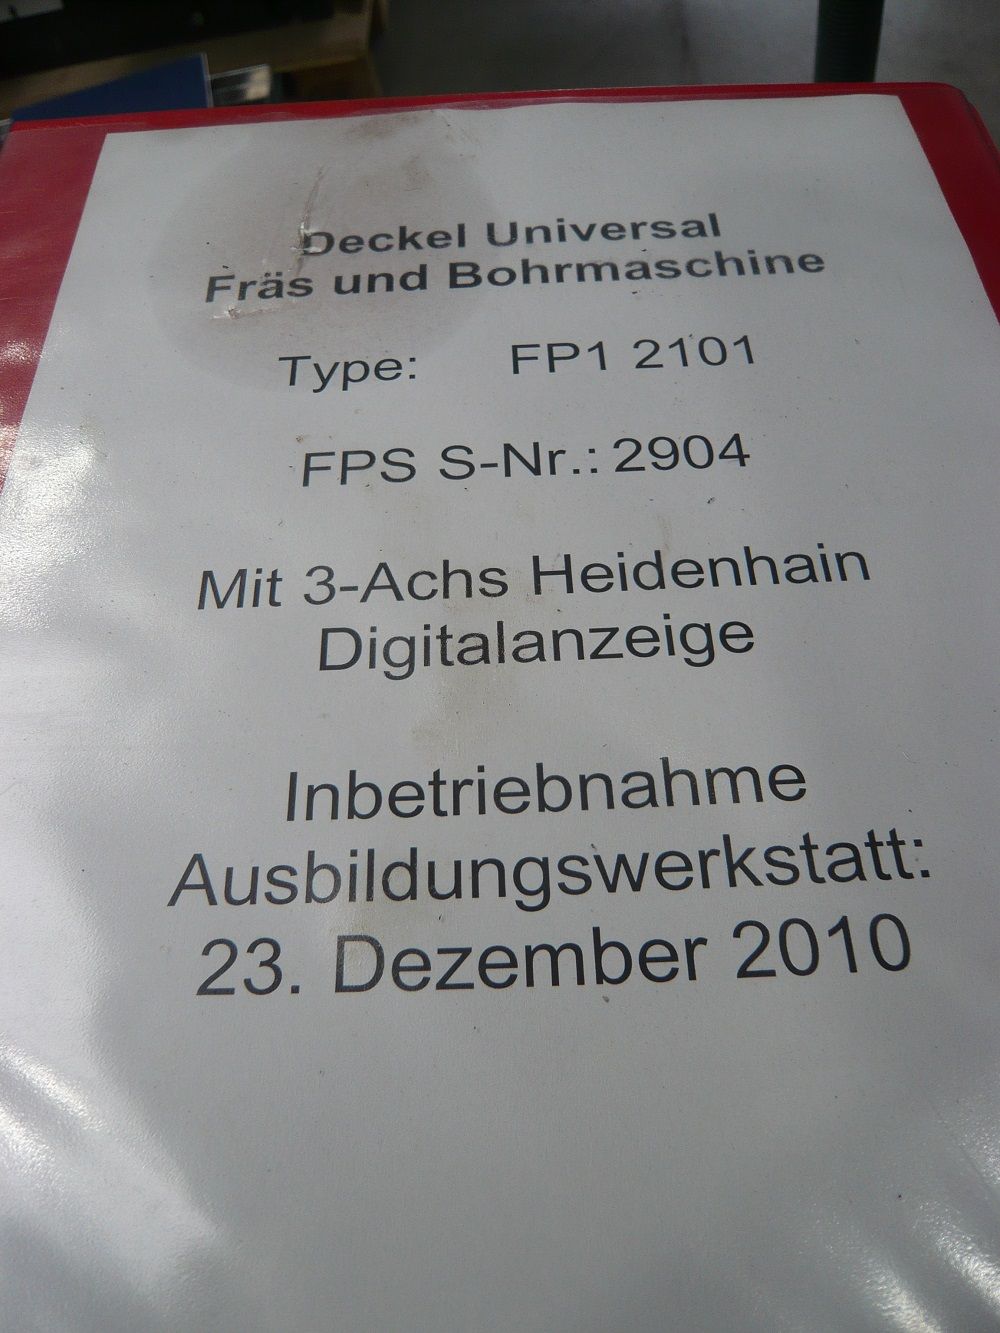 Deckel Universal
Fräs und Bohrmaschine
Type: FP1 2101
FPS S-Nr.: 2904
Mit 3-Achs Heidenhain
Digitalanzeige
Inbetriebnahme
Ausbildungswerkstatt:
23. Dezember 2010